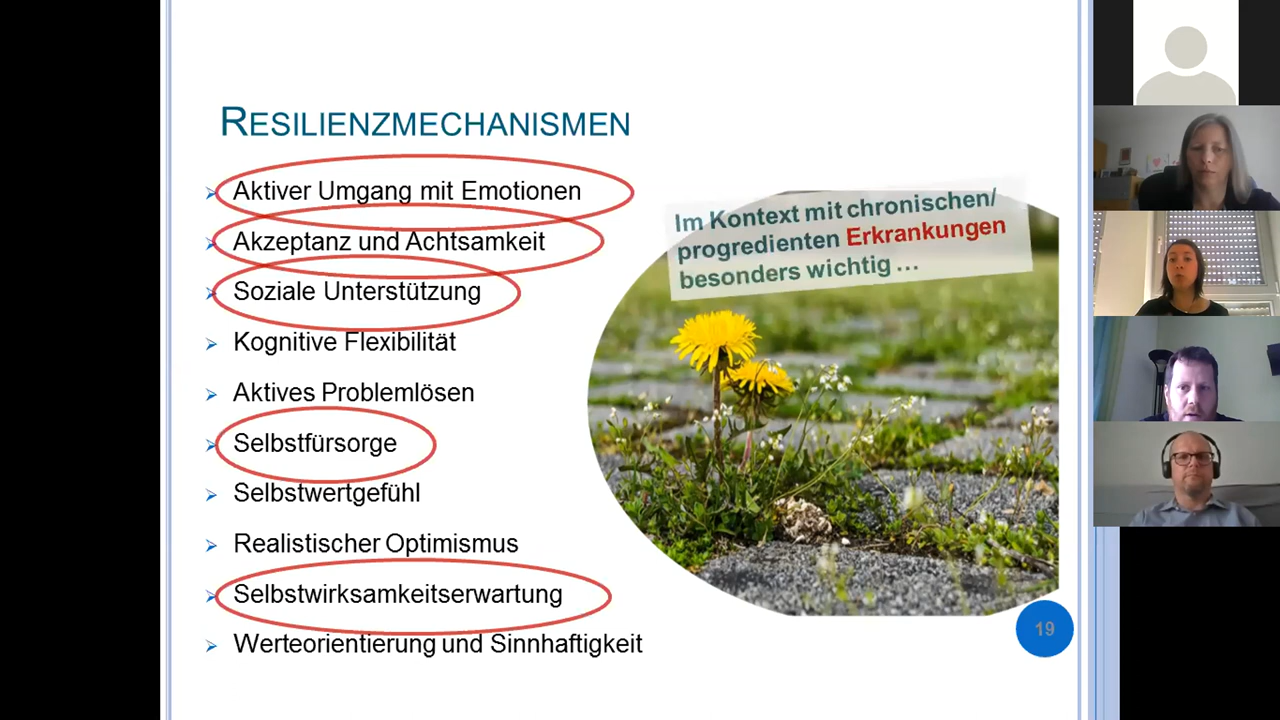 RESILIENZMECHANISMEN
Aktiver Umgang mit Emotionen
Akzeptanz und Achtsamkeit
Soziale Unterstützung
Kognitive Flexibilität
Aktives Problemlösen
Selbstfürsorge
Selbstwertgefühl
Realistischer Optimismus
Selbstwirksamkeitserwartung
Werteorientierung und Sinnhaftigkeit
Im Kontext mit chronischen/
progredienten Erkrankungen
besonders wichtig ...
19